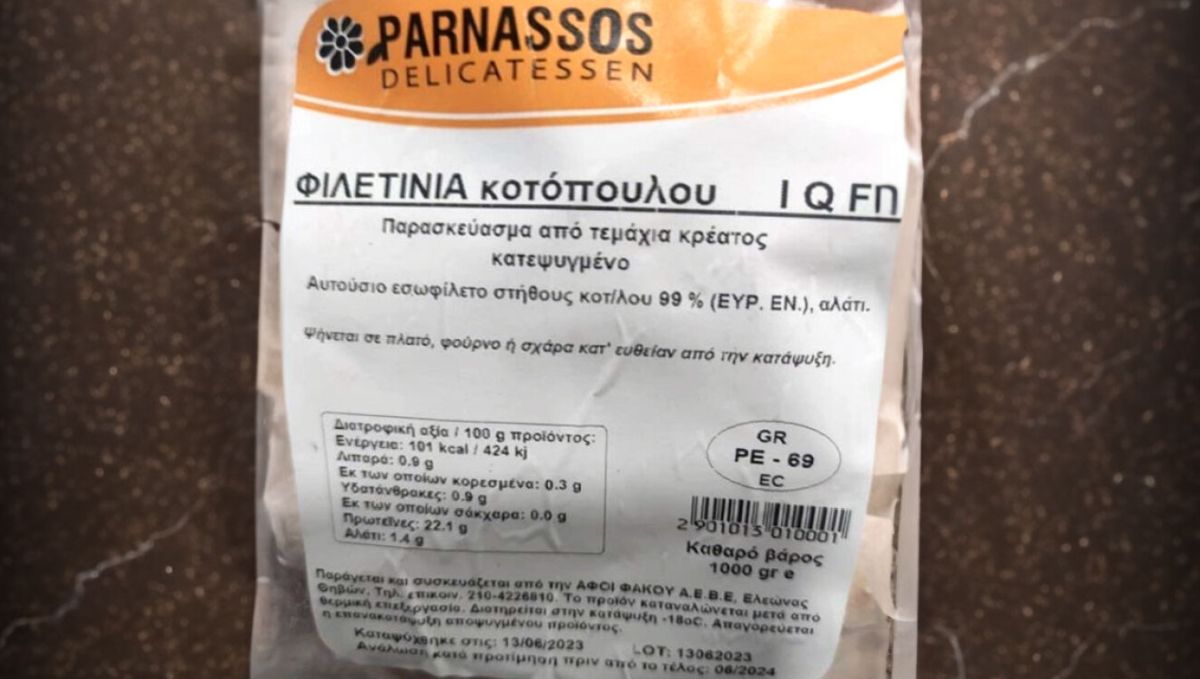 PARNASSOS
DELICATESSEN
ΦΙΛΕΤΙΝΙΑ κοτόπουλου I Q FΠ
Παρασκεύασμα από τεμάχια κρέατος
κατεψυγμένο
Αυτούσιο εσωφίλετο στήθους κοτ/λου 99 % (ΕΥΡ. ΕΝ.), αλάτι.
Ψήνεται σε πλατό, φούρνο ή σχάρα κατ' ευθείαν από την κατάψυξη.
Διατροφική αξία / 100 g προϊόντος:
Ενέργεια: 101 kcal / 424 kj
Λιπαρά: 0.9 g
Εκ των οποίων κορεσμένα: 0.3 g
Υδατάνθρακες: 0.9 g
Εκ των οποίων σάκχαρα: 0.0 g
Πρωτεΐνες: 22.1 g
Αλάτι: 1.4 g
GR
PE - 69
EC
2 901015 010001
Καθαρό βάρος
1000 gr e
Παράγεται και συσκευάζεται από την ΑΦΟΙ ΦΑΚΟΥ Α.Ε.Β.Ε, Ελεώνας
Θηβών, Τηλ. επικοιν. 210-4226810. Το προϊόν καταναλώνεται μετά από
θερμική επεξεργασία. Διατηρείται στην κατάψυξη -18οC. Απαγορεύεται
η επανακατάψυξη αποψυγμένου προϊόντος.
Καταψύχθηκε στις: 13/06/2023 LOT: 13062023
Ανάλωση κατά προτίμηση πριν από το τέλος: 06/2024